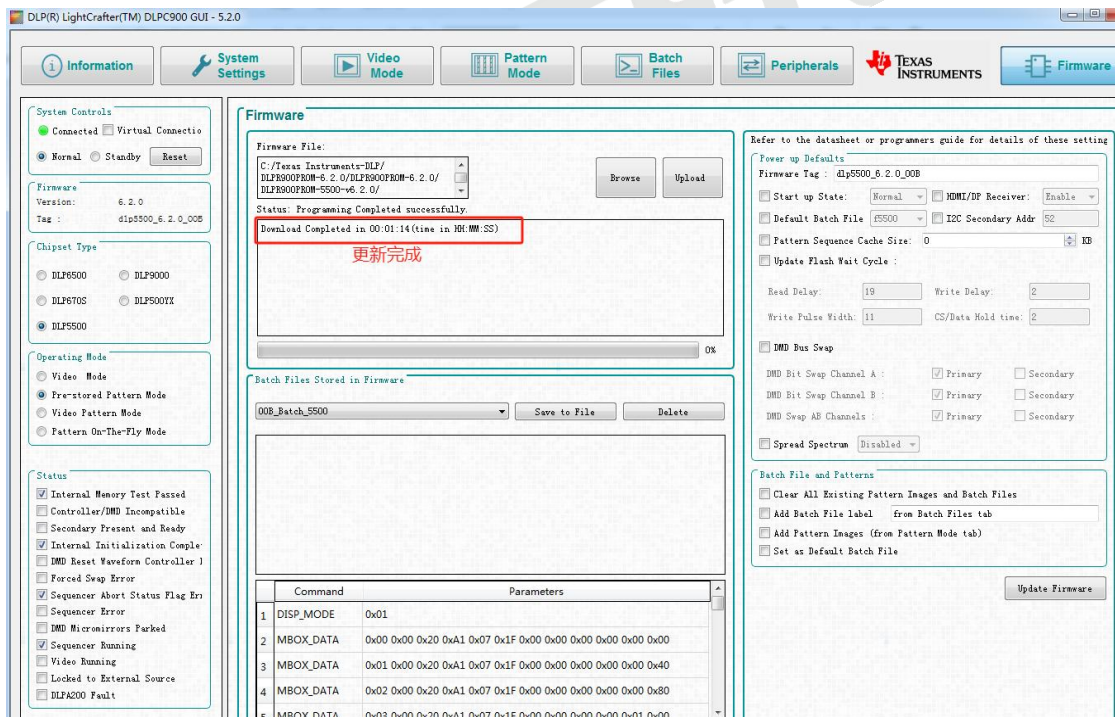 DLP(R) LightCrafter(TM) DLPC900 GUI - 5.2.0
Information
System Settings
Video Mode
Pattern Mode
Batch Files
Peripherals
TEXAS INSTRUMENTS
Firmware
System Controls
Connected Virtual Connectio
Normal Standby Reset
Firmware
Version: 6.2.0
Tag : dlp5500_6.2.0_00B
Chipset Type
DLP6500 DLP9000
DLP670S DLP500YX
DLP5500
Operating Mode
Video Mode
Pre-stored Pattern Mode
Video Pattern Mode
Pattern On-The-Fly Mode
Status
Internal Memory Test Passed
Controller/DMD Incompatible
Secondary Present and Ready
Internal Initialization Comple
DMD Reset Waveform Controller
Forced Swap Error
Sequencer Abort Status Flag Err
Sequencer Error
DMD Micromirrors Parked
Sequencer Running
Video Running
Locked to External Source
DLPA200 Fault
Firmware
Firmware File:
C:/Texas Instruments-DLP/
DLPR900PROM-6.2.0/DLPR900PROM-6.2.0/
DLPR900PROM-5500-v6.2.0/
Browse Upload
Status: Programming Completed successfully.
Download Completed in 00:01:14(time in HH:MM:SS)
更新完成
0%
Batch Files Stored in Firmware
00B_Batch_5500 Save to File Delete
Command Parameters
1 DISP_MODE 0x01
2 MBOX_DATA 0x00 0x00 0x20 0xA1 0x07 0x1F 0x00 0x00 0x00 0x00 0x00 0x00
3 MBOX_DATA 0x01 0x00 0x20 0xA1 0x07 0x1F 0x00 0x00 0x00 0x00 0x00 0x40
4 MBOX_DATA 0x02 0x00 0x20 0xA1 0x07 0x1F 0x00 0x00 0x00 0x00 0x00 0x80
5 MBOX_DATA 0x03 0x00 0x20 0xA1 0x07 0x1F 0x00 0x00 0x00 0x00 0x01 0x00
Refer to the datasheet or programmers guide for details of these setting
Power up Defaults
Firmware Tag : dlp5500_6.2.0_00B
Start up State: Normal HDMI/DP Receiver: Enable
Default Batch File f5500 I2C Secondary Addr 52
Pattern Sequence Cache Size: 0 KB
Update Flash Wait Cycle :
Read Delay: 19 Write Delay: 2
Write Pulse Width: 11 CS/Data Hold time: 2
DMD Bus Swap
DMD Bit Swap Channel A : Primary Secondary
DMD Bit Swap Channel B : Primary Secondary
DMD Swap AB Channels : Primary Secondary
Spread Spectrum Disabled
Batch File and Patterns
Clear All Existing Pattern Images and Batch Files
Add Batch File label from Batch Files tab
Add Pattern Images (from Pattern Mode tab)
Set as Default Batch File
Update Firmware